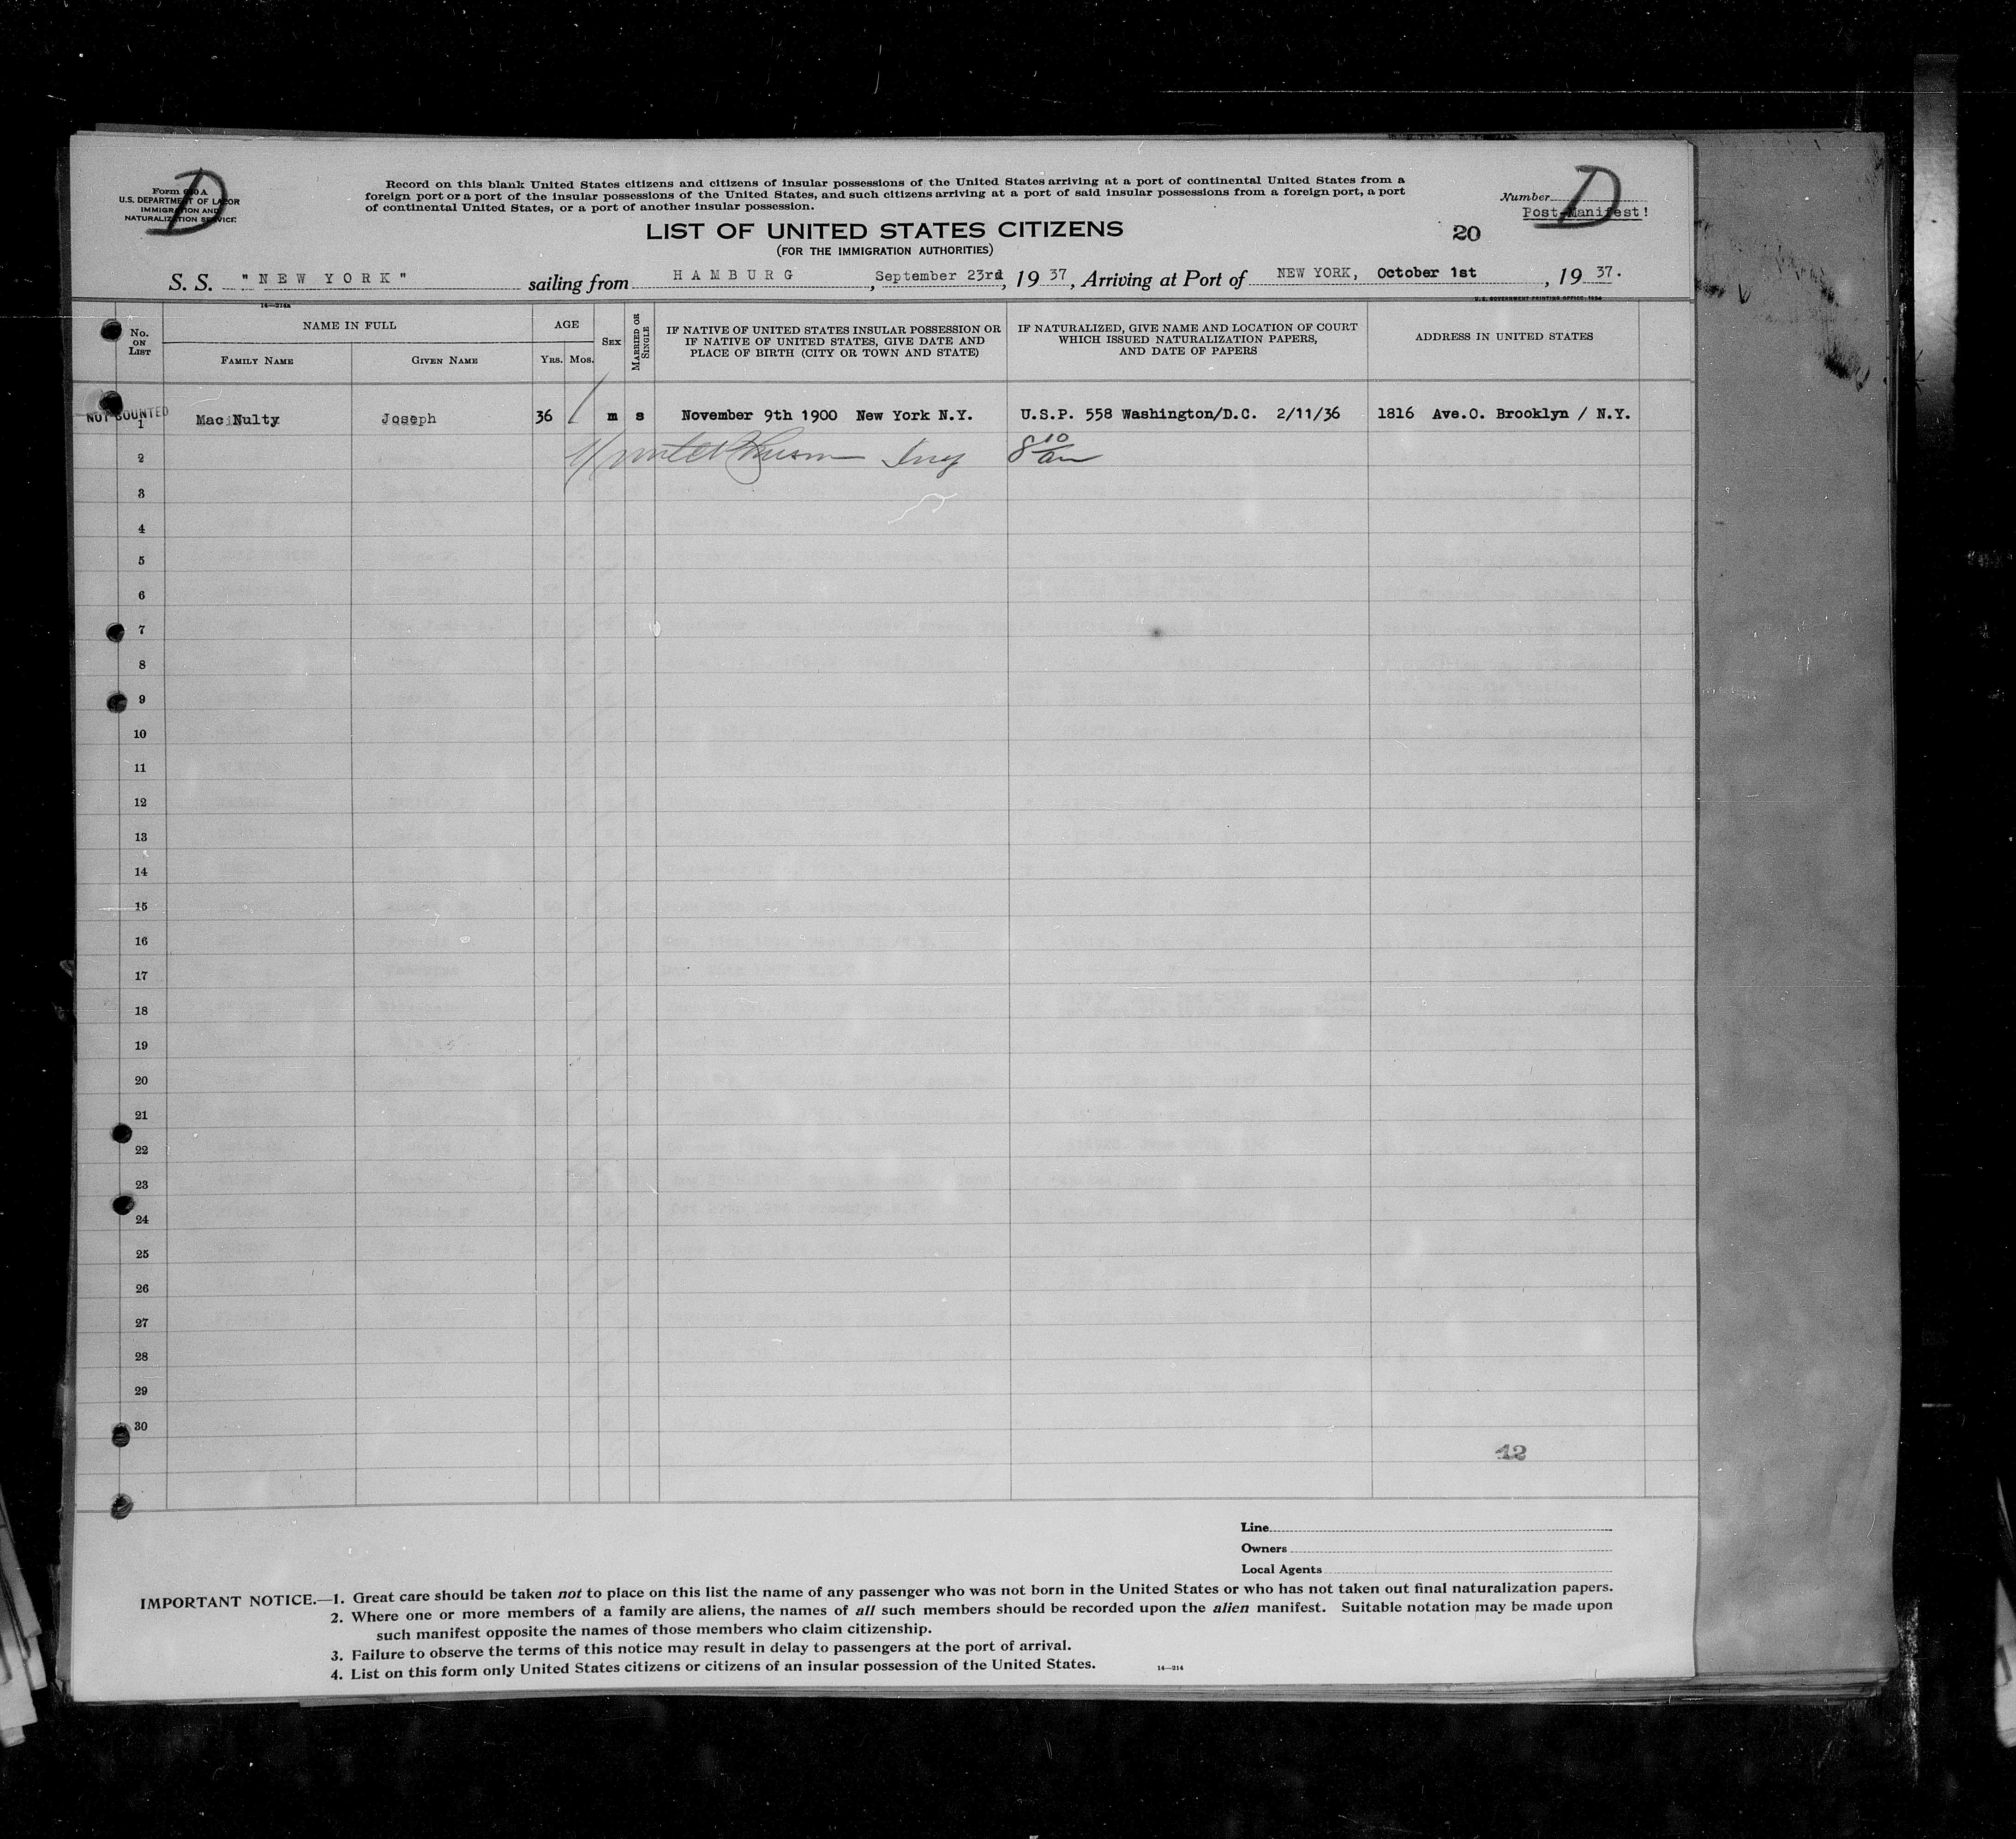 Form 630 A
U.S. DEPARTMENT OF LABOR
IMMIGRATION AND
NATURALIZATION SERVICE
D
Record on this blank United States citizens and citizens of insular possessions of the United States arriving at a port of continental United States from a
foreign port or a port of the insular possessions of the United States, and such citizens arriving at a port of said insular possessions from a foreign port, a port
of continental United States, or a port of another insular possession.
Number
D
Post-Manifest!
LIST OF UNITED STATES CITIZENS
(FOR THE IMMIGRATION AUTHORITIES)
20
S. S. "NEW YORK" sailing from HAMBURG, September 23rd, 1937, Arriving at Port of NEW YORK, October 1st, 1937.
14—214a
U.S. GOVERNMENT PRINTING OFFICE: 1934
No. ON LIST
NAME IN FULL
FAMILY NAME
GIVEN NAME
AGE
YRS. MOS.
SEX
MARRIED OR SINGLE
IF NATIVE OF UNITED STATES INSULAR POSSESSION OR
IF NATIVE OF UNITED STATES, GIVE DATE AND
PLACE OF BIRTH (CITY OR TOWN AND STATE)
IF NATURALIZED, GIVE NAME AND LOCATION OF COURT
WHICH ISSUED NATURALIZATION PAPERS,
AND DATE OF PAPERS
ADDRESS IN UNITED STATES
NOT COUNTED
1 Mac Nulty Joseph 36 m s November 9th 1900 New York N.Y. U.S.P. 558 Washington/D.C. 2/11/36 1816 Ave.O. Brooklyn / N.Y.
2 8 10 am
3
4
5
6
7
8
9
10
11
12
13
14
15
16
17
18
19
20
21
22
23
24
25
26
27
28
29
30
12
Line
Owners
Local Agents
IMPORTANT NOTICE.—1. Great care should be taken not to place on this list the name of any passenger who was not born in the United States or who has not taken out final naturalization papers.
2. Where one or more members of a family are aliens, the names of all such members should be recorded upon the alien manifest. Suitable notation may be made upon
such manifest opposite the names of those members who claim citizenship.
3. Failure to observe the terms of this notice may result in delay to passengers at the port of arrival.
4. List on this form only United States citizens or citizens of an insular possession of the United States.
14—214